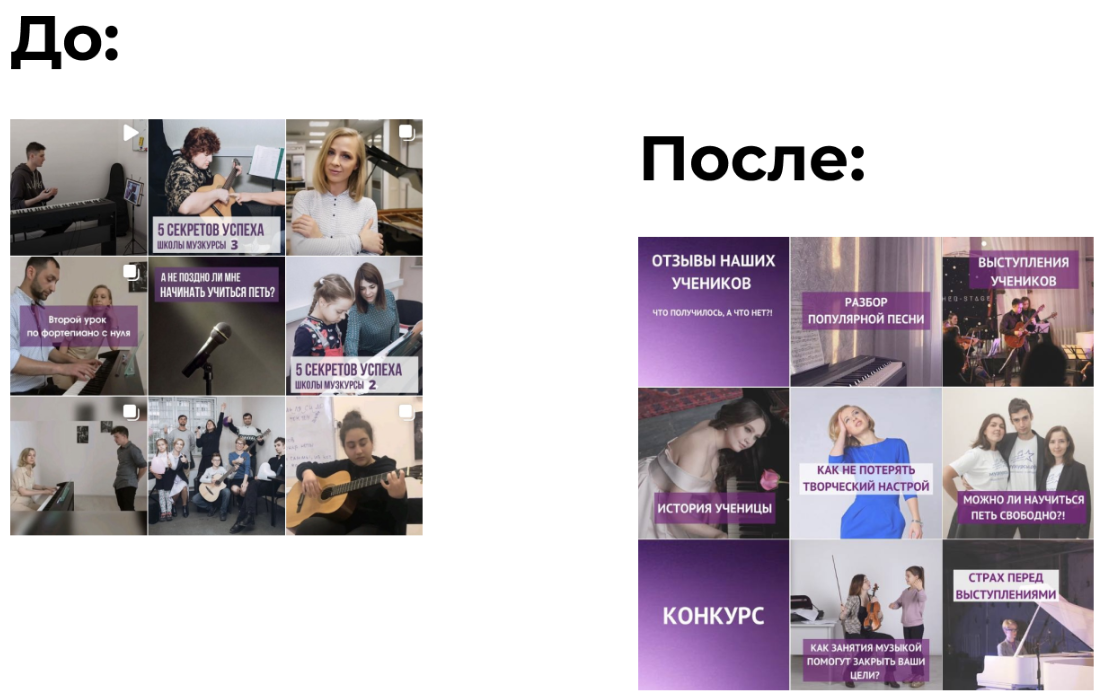 До:
После:
5 СЕКРЕТОВ УСПЕХА
ШКОЛЫ МУЗКУРСЫ 3
Второй урок
по фортепиано с нуля
А НЕ ПОЗДНО ЛИ МНЕ
НАЧИНАТЬ УЧИТЬСЯ ПЕТЬ?
5 СЕКРЕТОВ УСПЕХА
ШКОЛЫ МУЗКУРСЫ 2
ОТЗЫВЫ НАШИХ
УЧЕНИКОВ
ЧТО ПОЛУЧИЛОСЬ, А ЧТО НЕТ?!
РАЗБОР
ПОПУЛЯРНОЙ ПЕСНИ
ВЫСТУПЛЕНИЯ
УЧЕНИКОВ
ИСТОРИЯ УЧЕНИЦЫ
КАК НЕ ПОТЕРЯТЬ
ТВОРЧЕСКИЙ НАСТРОЙ
МОЖНО ЛИ НАУЧИТЬСЯ
ПЕТЬ СВОБОДНО?!
КОНКУРС
КАК ЗАНЯТИЯ МУЗЫКОЙ
ПОМОГУТ ЗАКРЫТЬ ВАШИ
ЦЕЛИ?
СТРАХ ПЕРЕД
ВЫСТУПЛЕНИЯМИ